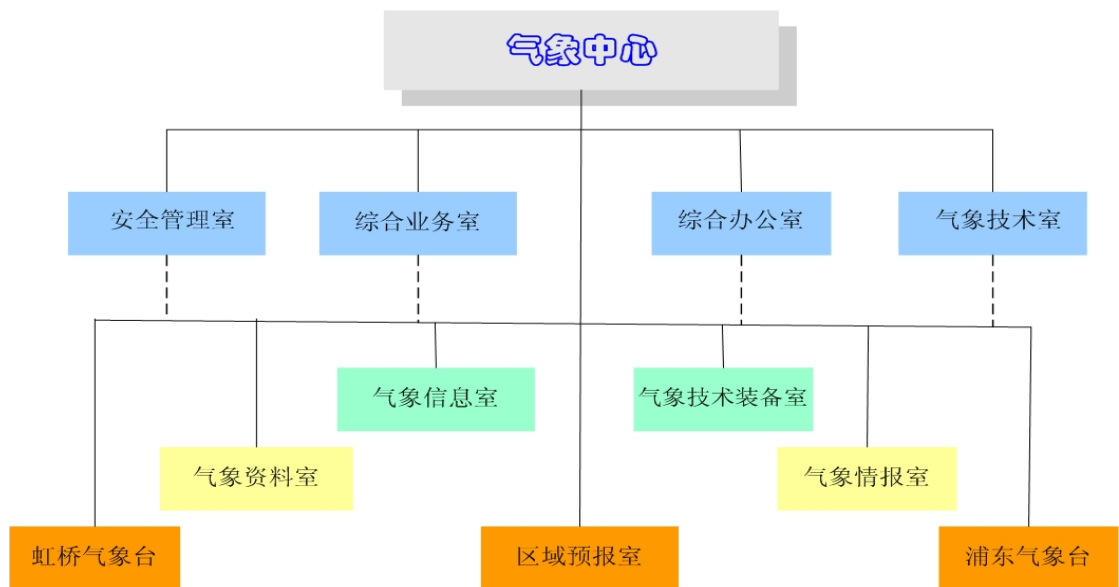 气象中心
安全管理室
综合业务室
综合办公室
气象技术室
气象信息室
气象技术装备室
气象资料室
气象情报室
虹桥气象台
区域预报室
浦东气象台